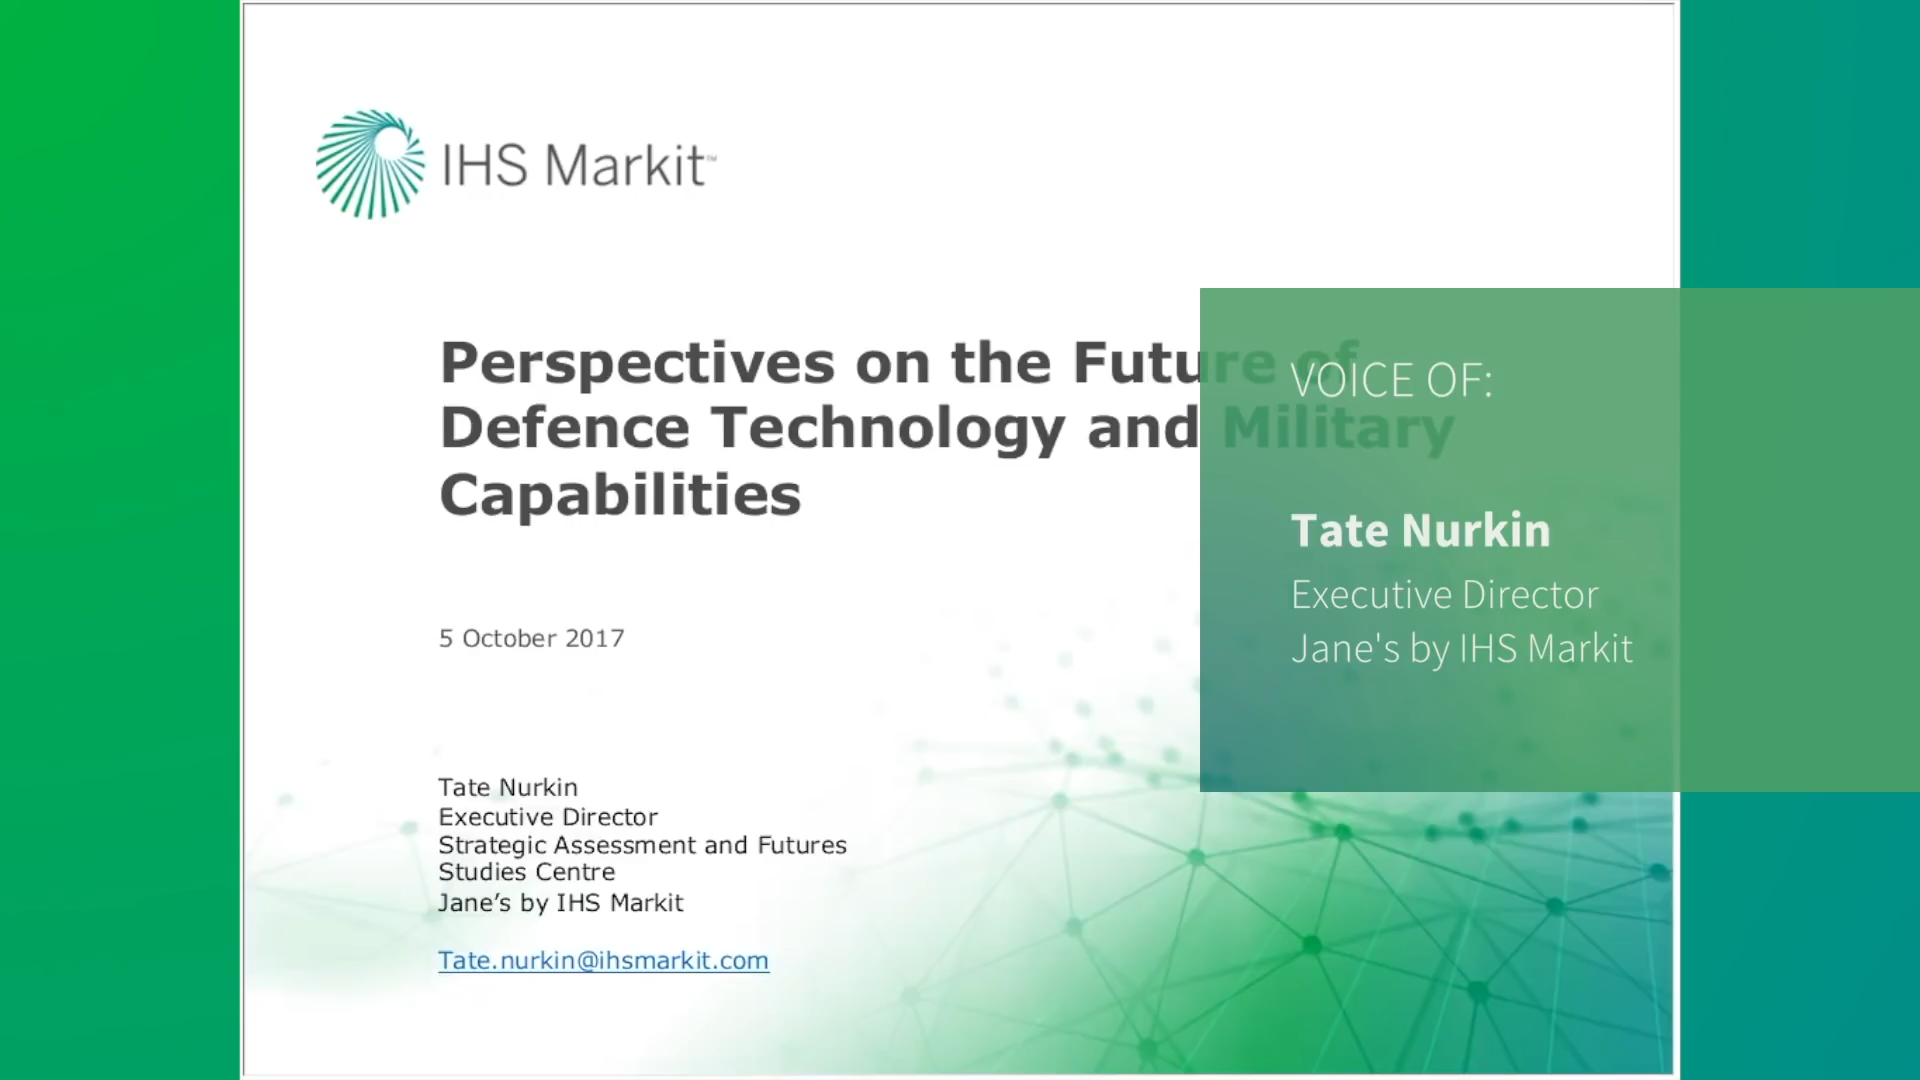 IHS Markit™
Perspectives on the Future of
Defence Technology and Military
Capabilities
5 October 2017
Tate Nurkin
Executive Director
Strategic Assessment and Futures
Studies Centre
Jane’s by IHS Markit
Tate.nurkin@ihsmarkit.com
VOICE OF:
Tate Nurkin
Executive Director
Jane's by IHS Markit